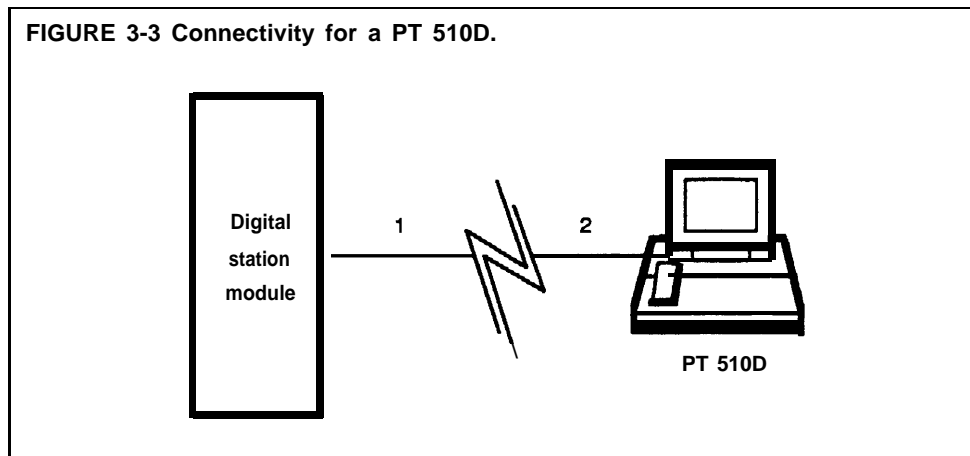 FIGURE 3-3 Connectivity for a PT 510D.
Digital
station
module
1
2
PT 510D